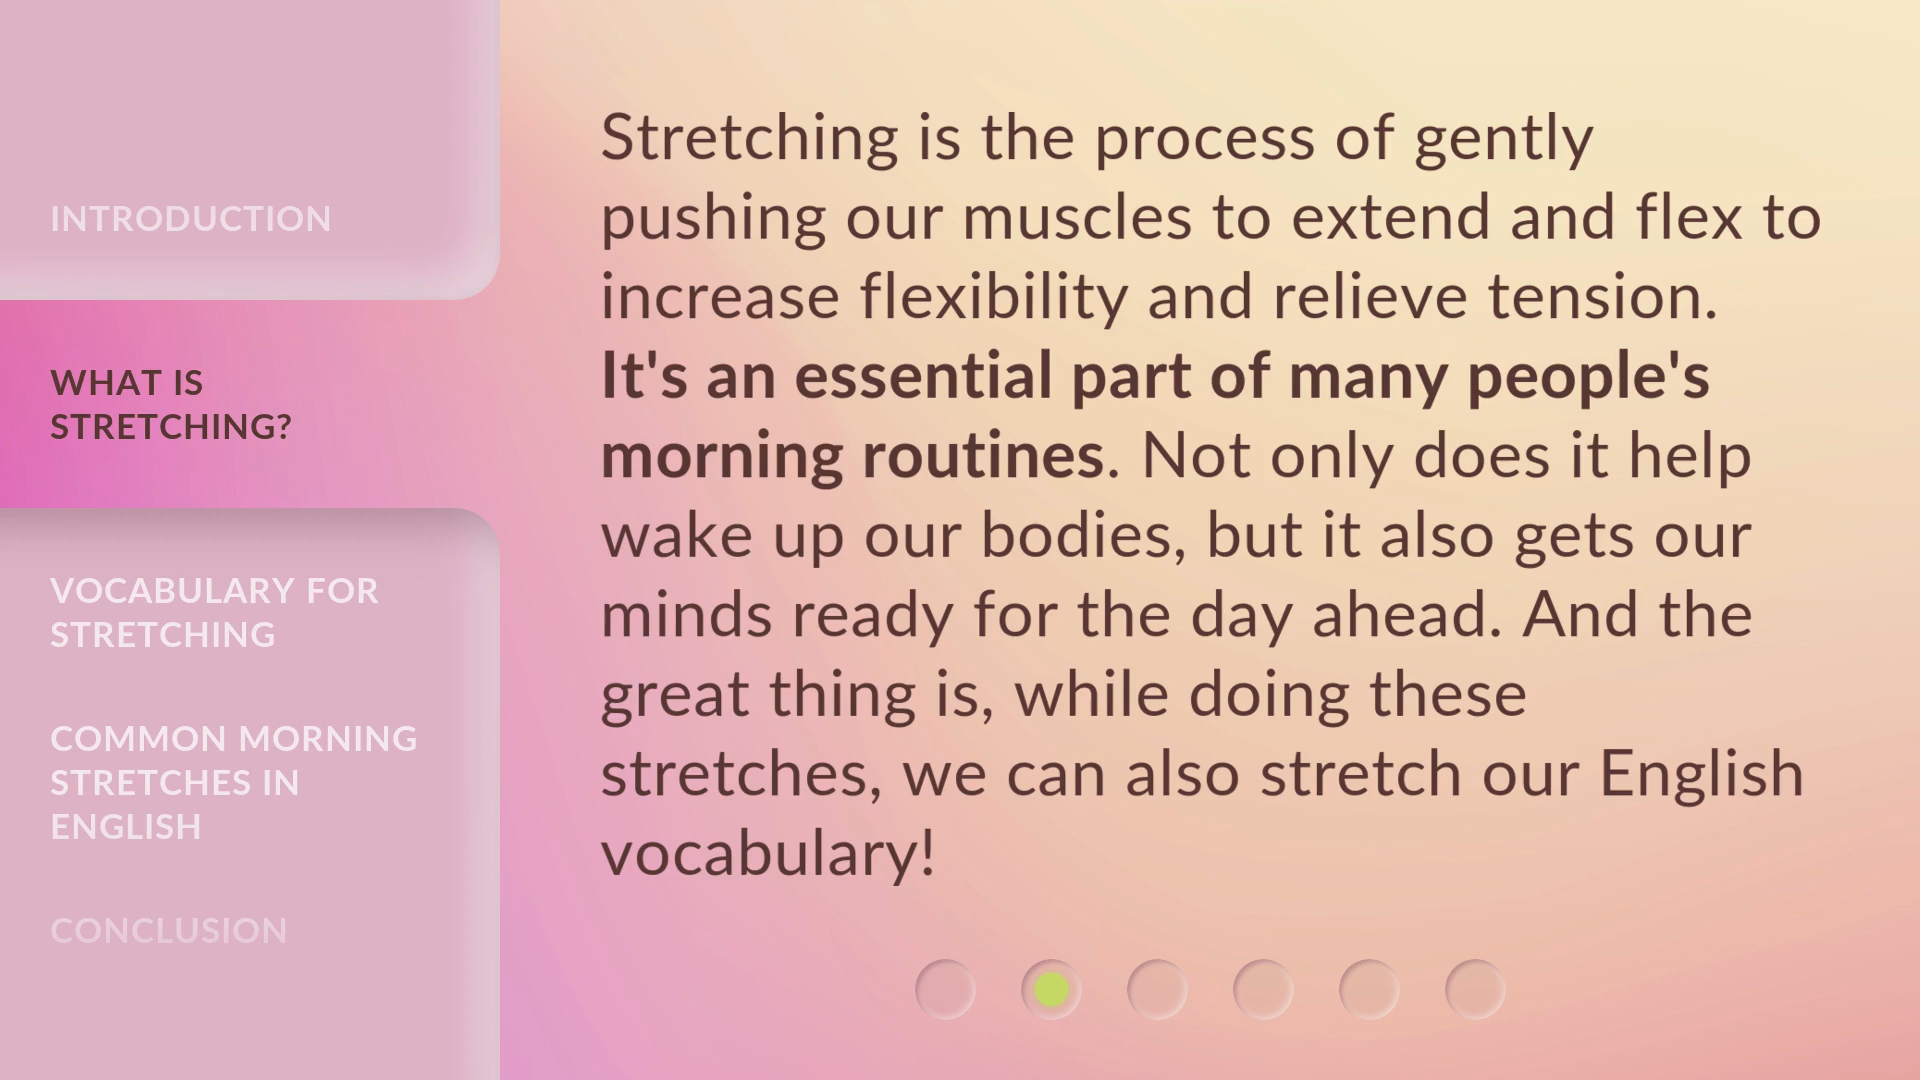 INTRODUCTION
WHAT IS
STRETCHING?
VOCABULARY FOR
STRETCHING
COMMON MORNING
STRETCHES IN
ENGLISH
CONCLUSION
Stretching is the process of gently
pushing our muscles to extend and flex to
increase flexibility and relieve tension.
It's an essential part of many people's
morning routines. Not only does it help
wake up our bodies, but it also gets our
minds ready for the day ahead. And the
great thing is, while doing these
stretches, we can also stretch our English
vocabulary!